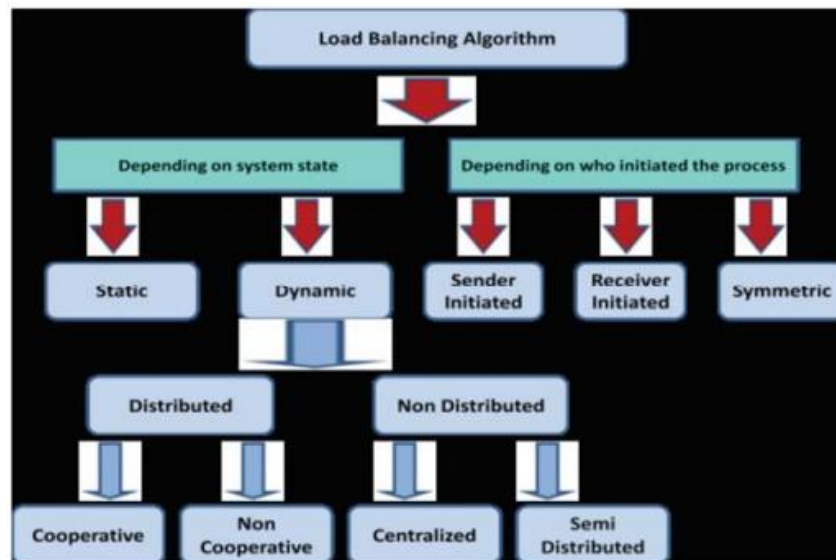 Load Balancing Algorithm
Depending on system state
Depending on who initiated the process
Static
Dynamic
Sender
Initiated
Receiver
Initiated
Symmetric
Distributed
Non Distributed
Cooperative
Non
Cooperative
Centralized
Semi
Distributed